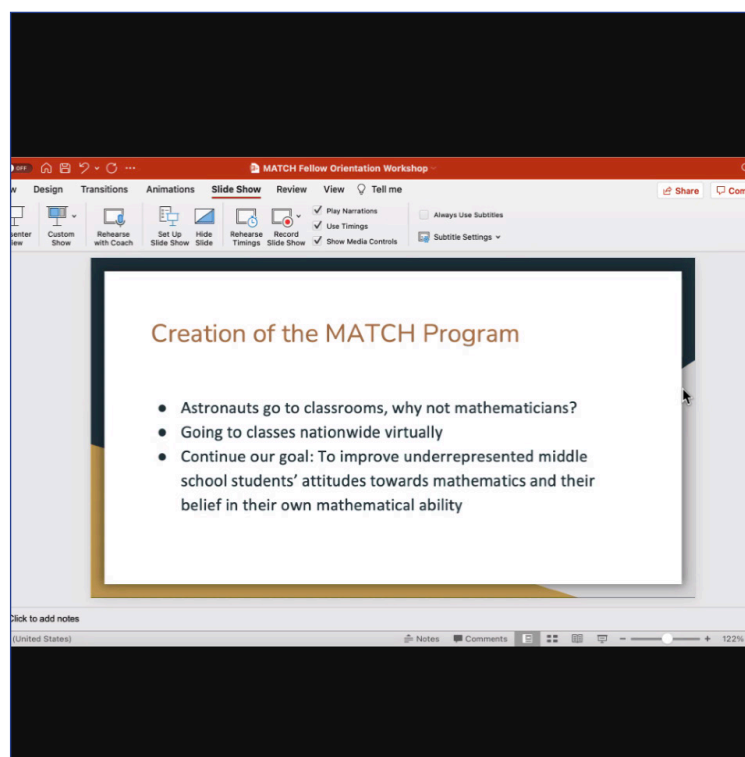 OFF
MATCH Fellow Orientation Workshop
w Design Transitions Animations Slide Show Review View Tell me
Share Com
senter
iew
Custom
Show
Rehearse
with Coach
Set Up
Slide Show
Hide
Slide
Rehearse
Timings
Record
Slide Show
Play Narrations
Use Timings
Show Media Controls
Always Use Subtitles
Subtitle Settings
Creation of the MATCH Program
● Astronauts go to classrooms, why not mathematicians?
● Going to classes nationwide virtually
● Continue our goal: To improve underrepresented middle
school students’ attitudes towards mathematics and their
belief in their own mathematical ability
Click to add notes
(United States)
Notes Comments 122%